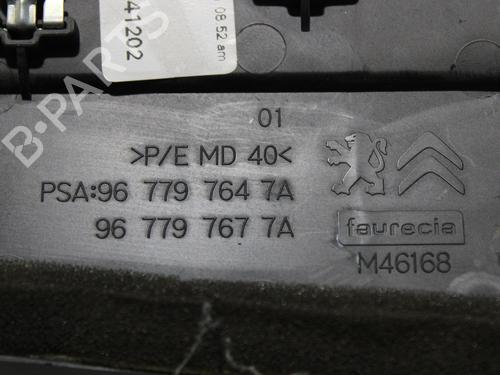 08:52 am
41202
B-PARTS
01
>P/E MD 40<
PSA:96 779 764 7A
96 779 767 7A
faurecia
M46168